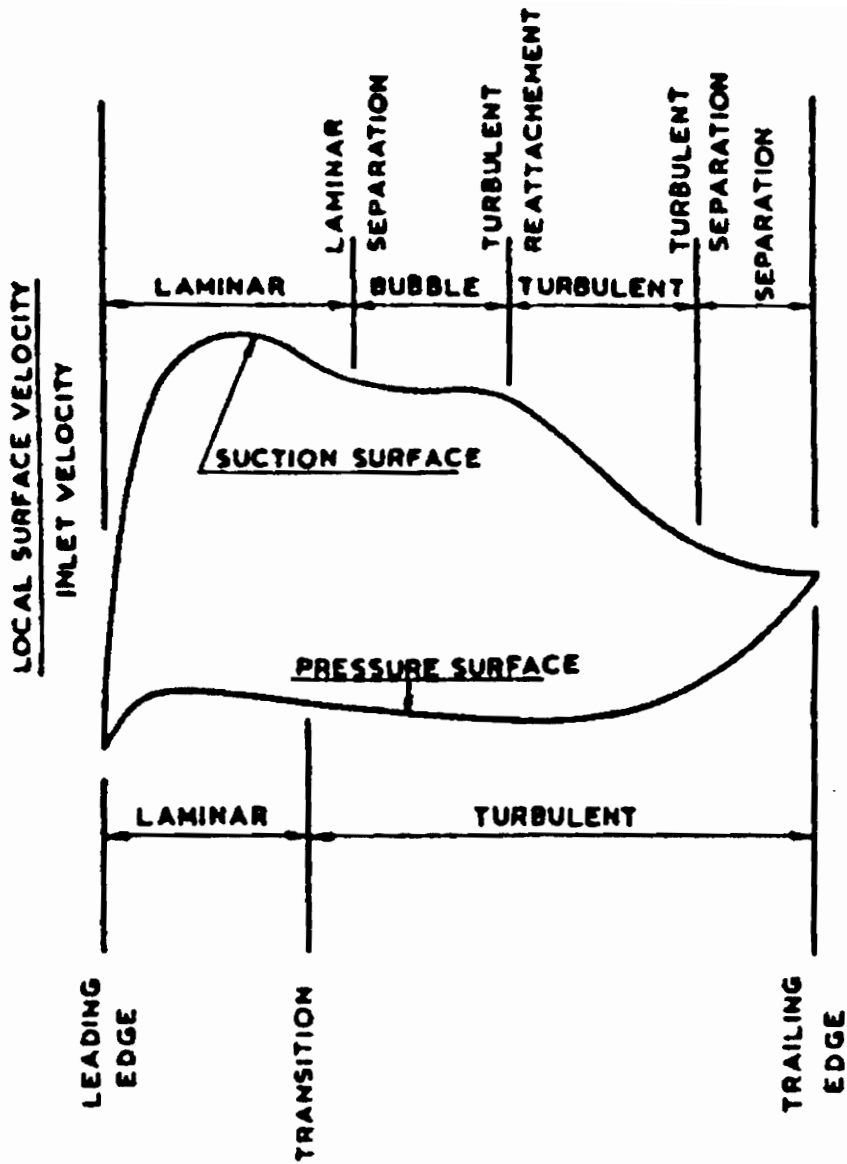 LOCAL SURFACE VELOCITY
INLET VELOCITY
LAMINAR
SEPARATION
TURBULENT
REATTACHEMENT
TURBULENT
SEPARATION
SEPARATION
LAMINAR
BUBBLE
TURBULENT
SUCTION SURFACE
PRESSURE SURFACE
LAMINAR
TURBULENT
LEADING
EDGE
TRANSITION
TRAILING
EDGE